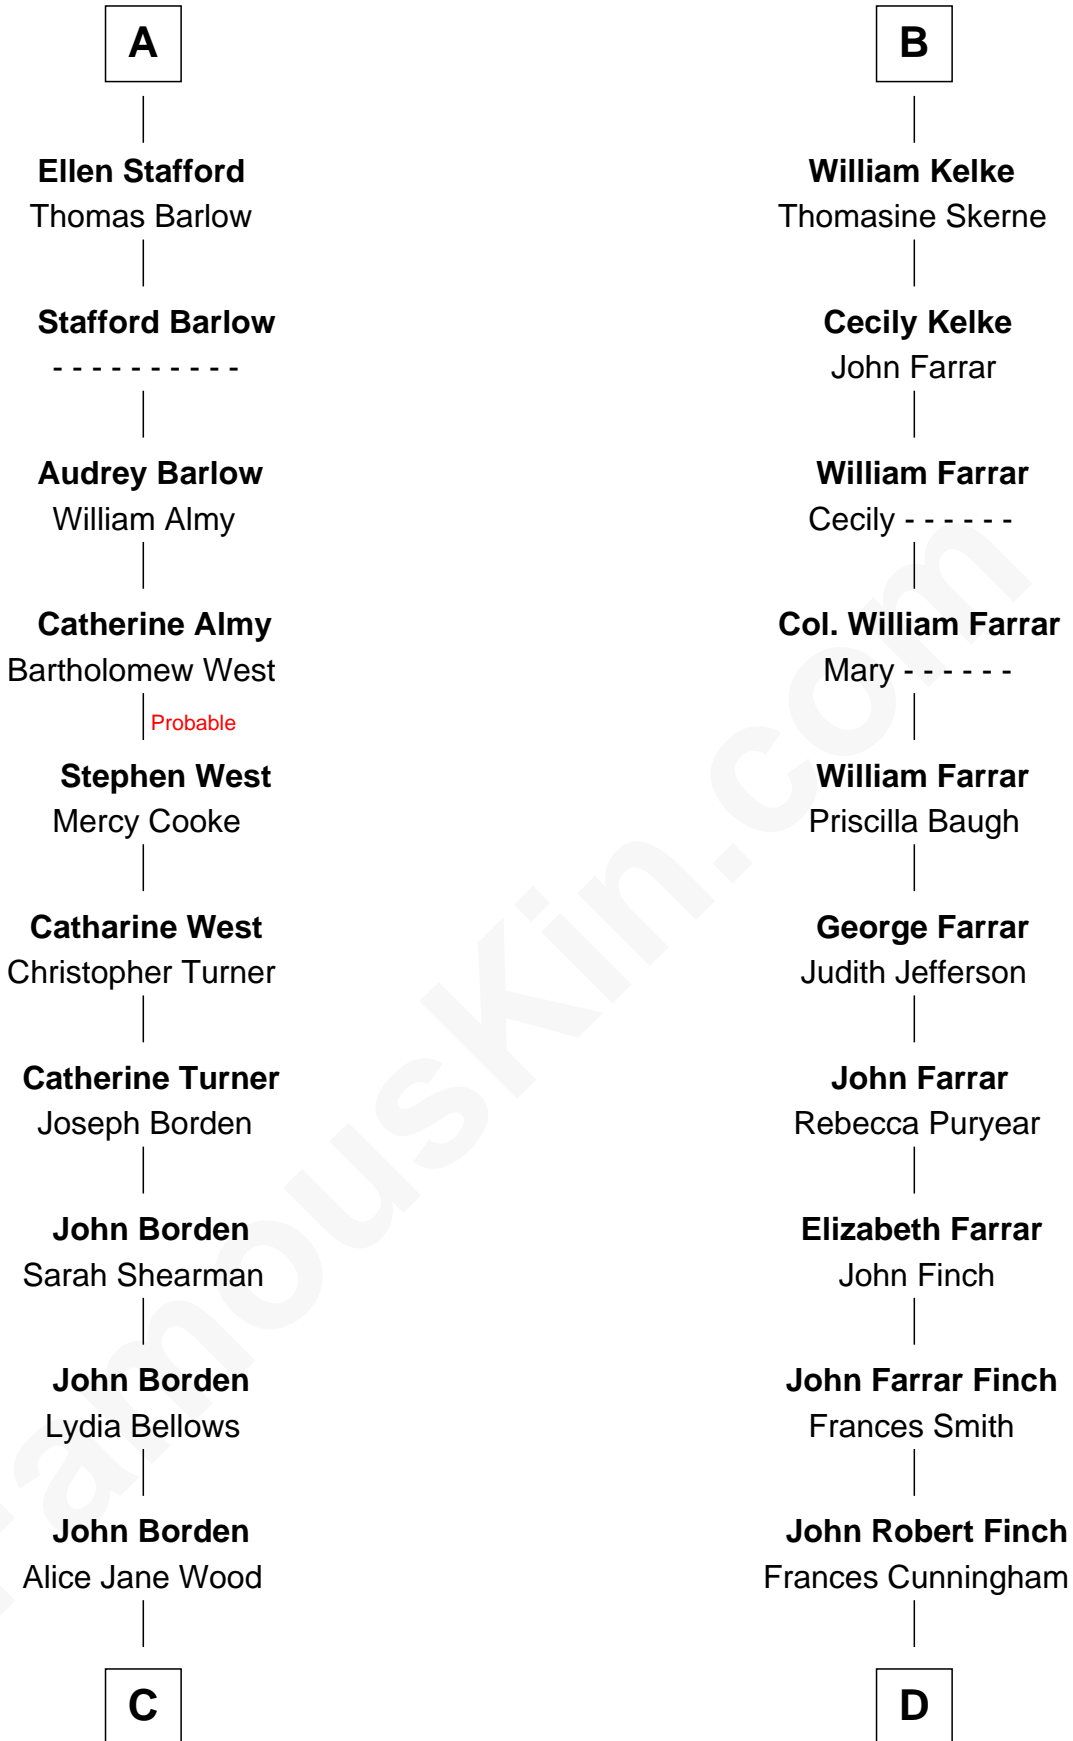 A
Ellen Stafford
Thomas Barlow
Stafford Barlow
- - - - - - - - - -
Audrey Barlow
William Almy
Catherine Almy
Bartholomew West
Probable
Stephen West
Mercy Cooke
Catharine West
Christopher Turner
Catherine Turner
Joseph Borden
John Borden
Sarah Shearman
John Borden
Lydia Bellows
John Borden
Alice Jane Wood
C
B
William Kelke
Thomasine Skerne
Cecily Kelke
John Farrar
William Farrar
Cecily - - - - - -
Col. William Farrar
Mary - - - - - -
William Farrar
Priscilla Baugh
George Farrar
Judith Jefferson
John Farrar
Rebecca Puryear
Elizabeth Farrar
John Finch
John Farrar Finch
Frances Smith
John Robert Finch
Frances Cunningham
D
FamousKin.com